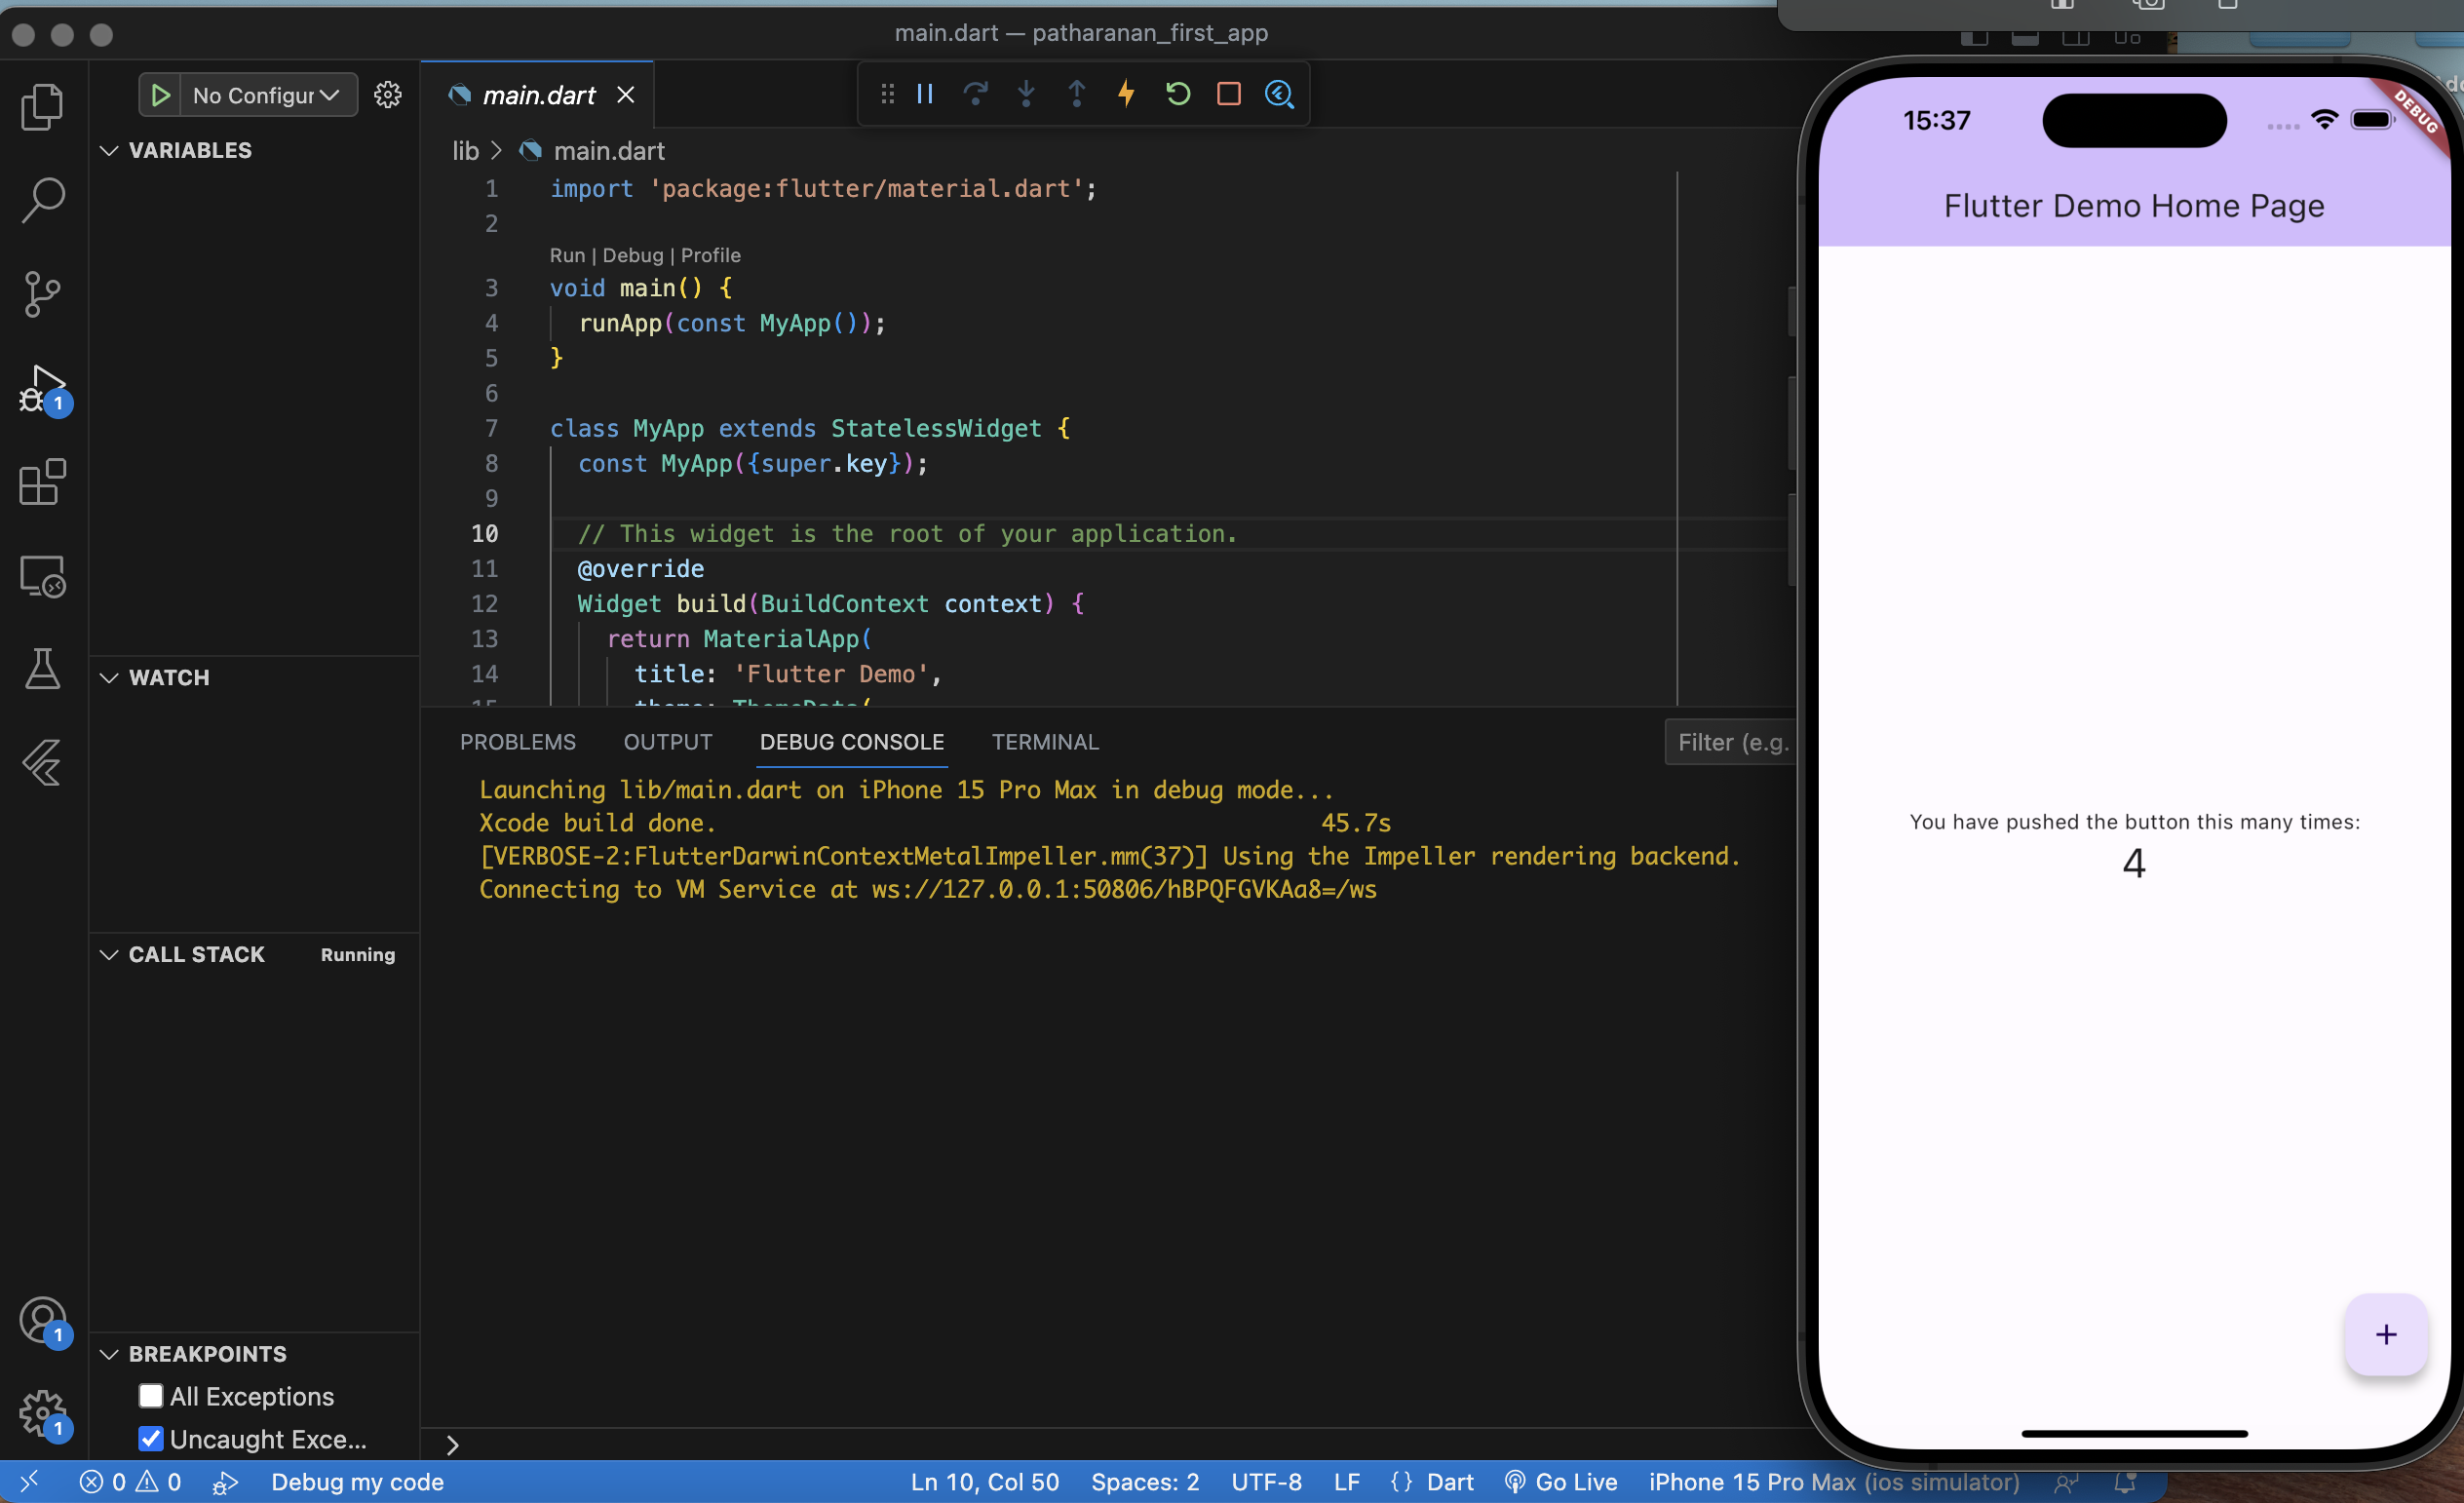 main.dart — patharanan_first_app
No Configur
main.dart
VARIABLES
lib > main.dart
1 import 'package:flutter/material.dart';
2
Run | Debug | Profile
3 void main() {
4 runApp(const MyApp());
5 }
6
7 class MyApp extends StatelessWidget {
8 const MyApp({super.key});
9
10 // This widget is the root of your application.
11 @override
12 Widget build(BuildContext context) {
13 return MaterialApp(
14 title: 'Flutter Demo',
15 theme: ThemeData(
WATCH
CALL STACK Running
BREAKPOINTS
All Exceptions
Uncaught Exce...
1
1
1
PROBLEMS OUTPUT DEBUG CONSOLE TERMINAL Filter (e.g.
Launching lib/main.dart on iPhone 15 Pro Max in debug mode...
Xcode build done. 45.7s
[VERBOSE-2:FlutterDarwinContextMetalImpeller.mm(37)] Using the Impeller rendering backend.
Connecting to VM Service at ws://127.0.0.1:50806/hBPQFGVKAa8=/ws
>
0 0 Debug my code Ln 10, Col 50 Spaces: 2 UTF-8 LF {} Dart Go Live iPhone 15 Pro Max (ios simulator)
15:37
DEBUG
Flutter Demo Home Page
You have pushed the button this many times:
4
+